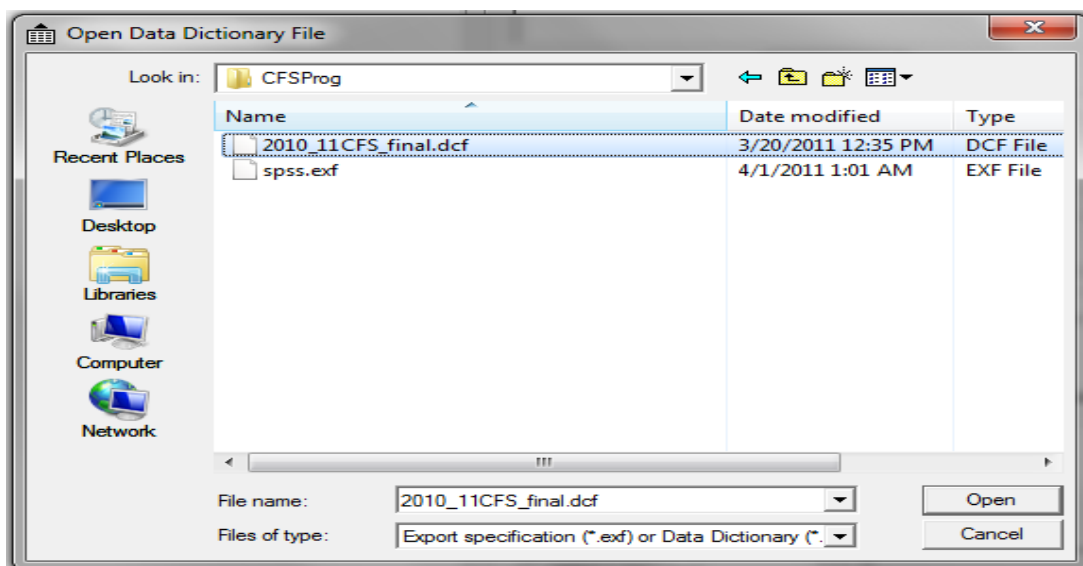 Open Data Dictionary File
Look in: CFSProg
Name Date modified Type
2010_11CFS_final.dcf 3/20/2011 12:35 PM DCF File
spss.exf 4/1/2011 1:01 AM EXF File
Recent Places
Desktop
Libraries
Computer
Network
File name: 2010_11CFS_final.dcf Open
Files of type: Export specification (*.exf) or Data Dictionary (*. Cancel